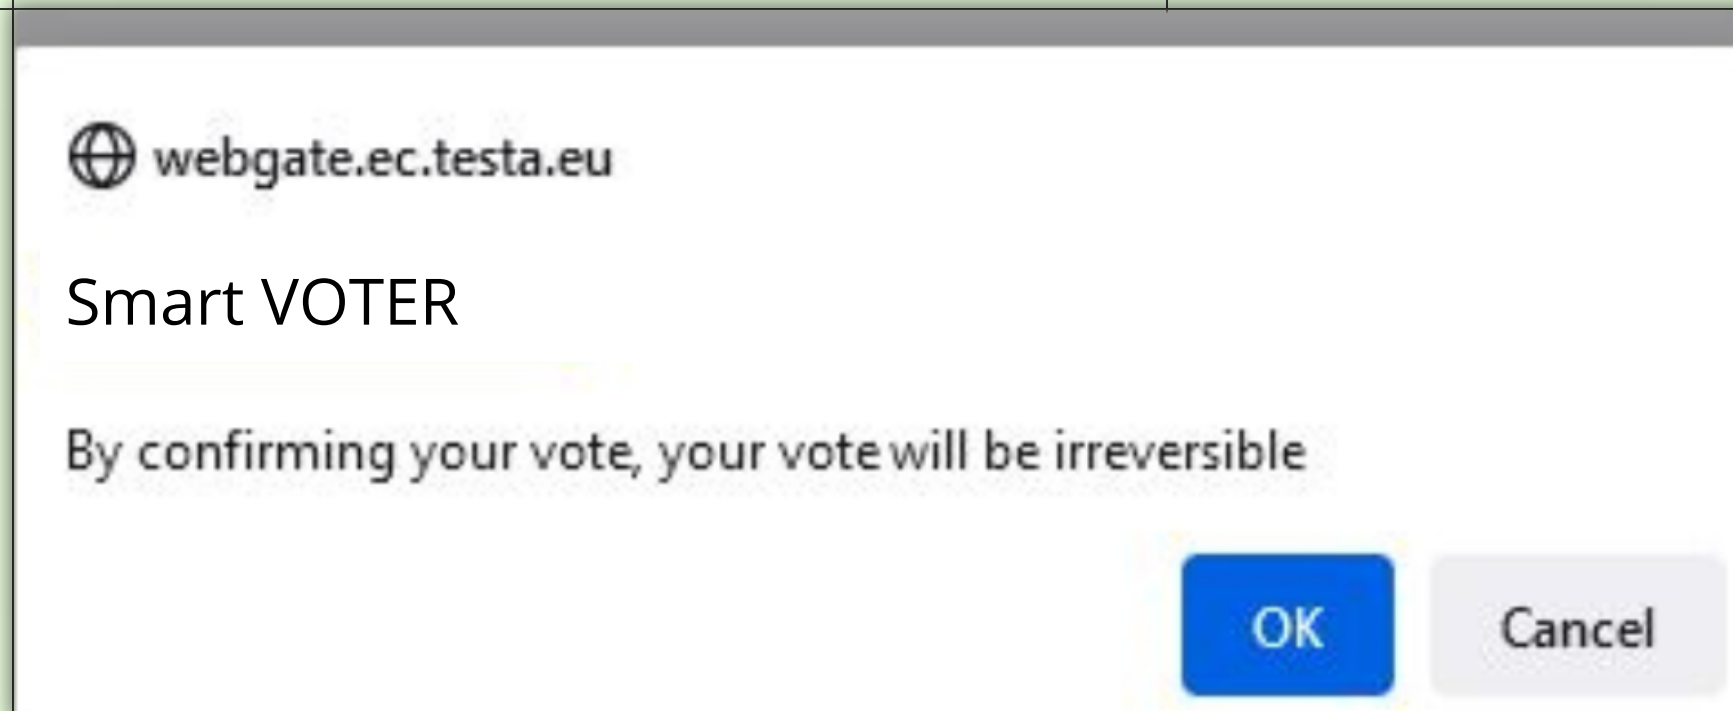 webgate.ec.testa.eu
Smart VOTER
By confirming your vote, your vote will be irreversible
OK
Cancel